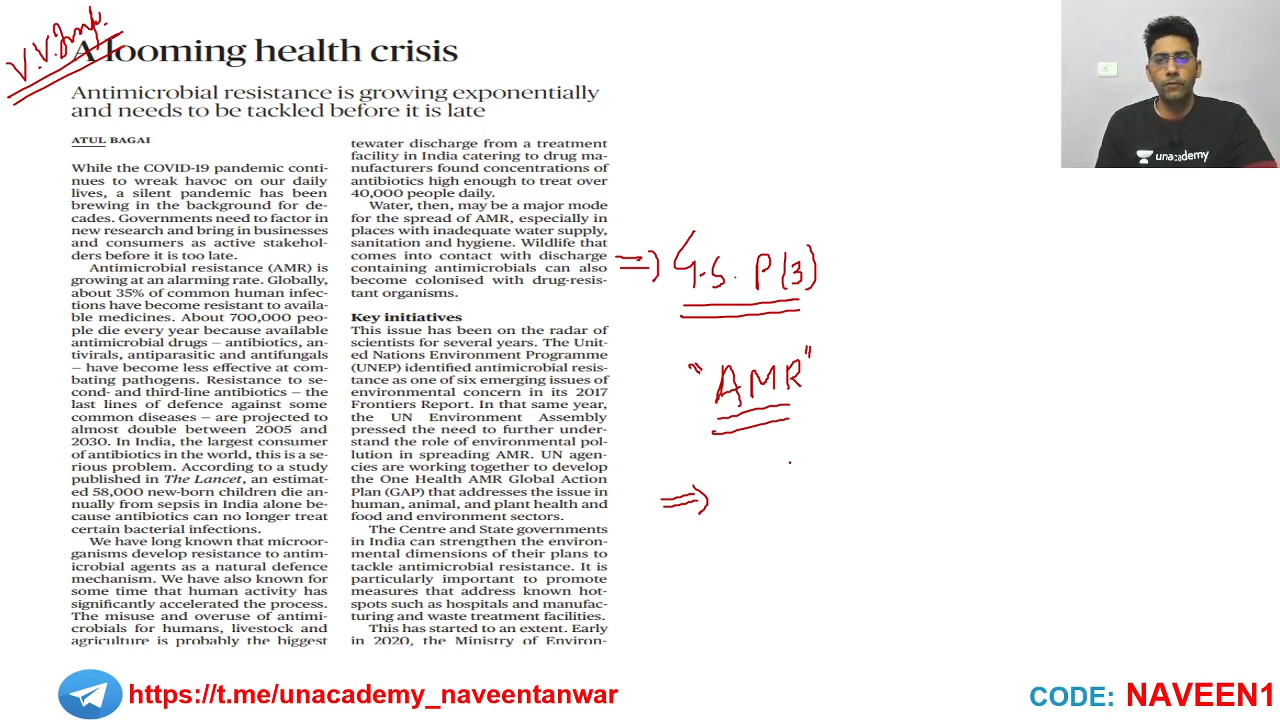 V.V.Imp.
A looming health crisis
Antimicrobial resistance is growing exponentially
and needs to be tackled before it is late
ATUL BAGAI
While the COVID-19 pandemic conti-
nues to wreak havoc on our daily
lives, a silent pandemic has been
brewing in the background for de-
cades. Governments need to factor in
new research and bring in businesses
and consumers as active stakehol-
ders before it is too late.
Antimicrobial resistance (AMR) is
growing at an alarming rate. Globally,
about 35% of common human infec-
tions have become resistant to availa-
ble medicines. About 700,000 peo-
ple die every year because available
antimicrobial drugs — antibiotics, an-
tivirals, antiparasitic and antifungals
— have become less effective at com-
bating pathogens. Resistance to se-
cond- and third-line antibiotics — the
last lines of defence against some
common diseases — are projected to
almost double between 2005 and
2030. In India, the largest consumer
of antibiotics in the world, this is a se-
rious problem. According to a study
published in The Lancet, an estimat-
ed 58,000 new-born children die an-
nually from sepsis in India alone be-
cause antibiotics can no longer treat
certain bacterial infections.
We have long known that microor-
ganisms develop resistance to antim-
icrobial agents as a natural defence
mechanism. We have also known for
some time that human activity has
significantly accelerated the process.
The misuse and overuse of antimi-
crobials for humans, livestock and
agriculture is probably the biggest
tewater discharge from a treatment
facility in India catering to drug ma-
nufacturers found concentrations of
antibiotics high enough to treat over
40,000 people daily.
Water, then, may be a major mode
for the spread of AMR, especially in
places with inadequate water supply,
sanitation and hygiene. Wildlife that
comes into contact with discharge
containing antimicrobials can also
become colonised with drug-resis-
tant organisms.
Key initiatives
This issue has been on the radar of
scientists for several years. The Unit-
ed Nations Environment Programme
(UNEP) identified antimicrobial resis-
tance as one of six emerging issues of
environmental concern in its 2017
Frontiers Report. In that same year,
the UN Environment Assembly
pressed the need to further under-
stand the role of environmental pol-
lution in spreading AMR. UN agen-
cies are working together to develop
the One Health AMR Global Action
Plan (GAP) that addresses the issue in
human, animal, and plant health and
food and environment sectors.
The Centre and State governments
in India can strengthen the environ-
mental dimensions of their plans to
tackle antimicrobial resistance. It is
particularly important to promote
measures that address known hot-
spots such as hospitals and manufac-
turing and waste treatment facilities.
This has started to an extent. Early
in 2020, the Ministry of Environ-
⇒ G.S. P(3)
"AMR"
⇒
unacademy
https://t.me/unacademy_naveentanwar
CODE: NAVEEN1